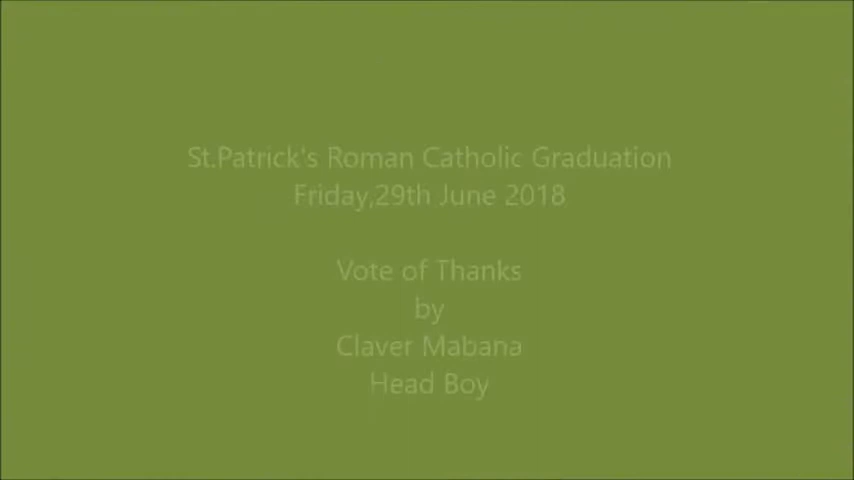 St.Patrick's Roman Catholic Graduation
Friday,29th June 2018
Vote of Thanks
by
Claver Mabana
Head Boy